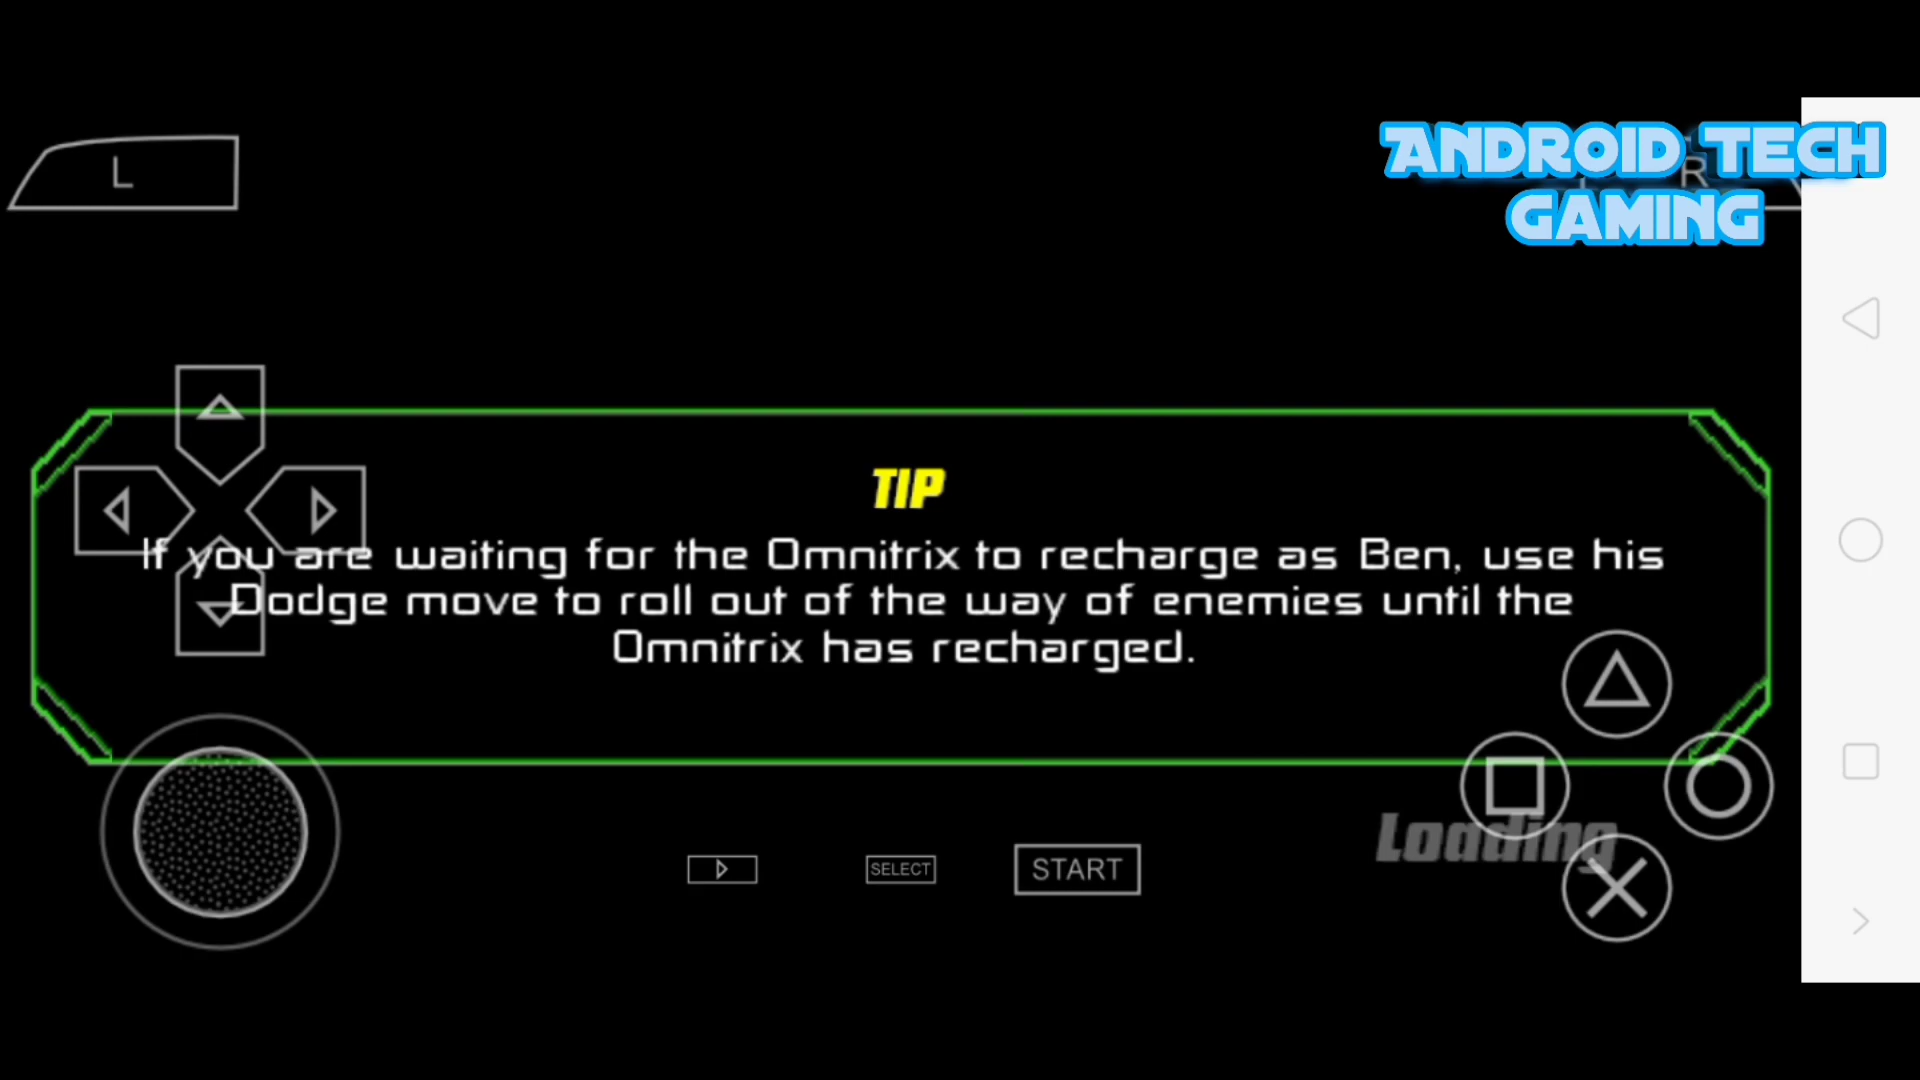 ANDROID TECH
GAMING
L
R
TIP
If you are waiting for the Omnitrix to recharge as Ben, use his
Dodge move to roll out of the way of enemies until the
Omnitrix has recharged.
Loading
SELECT
START